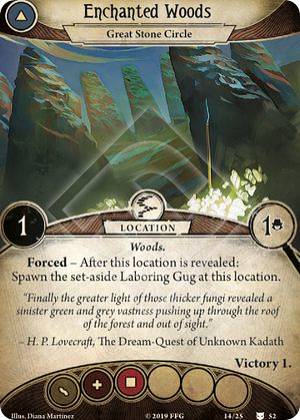 Enchanted Woods
Great Stone Circle
1
1
LOCATION
Woods.
Forced – After this location is revealed:
Spawn the set-aside Laboring Gug at this location.
"Finally the greater light of those thicker fungi revealed a
sinister green and grey vastness pushing up through the roof
of the forest and out of sight."
– H. P. Lovecraft, The Dream-Quest of Unknown Kadath
Victory 1.
Illus. Diana Martinez
© 2019 FFG
14/25
52